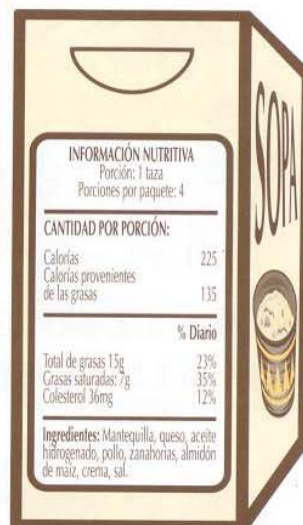 INFORMACIÓN NUTRITIVA
Porción: 1 taza
Porciones por paquete: 4
CANTIDAD POR PORCIÓN:
Calorías 225
Calorías provenientes
de las grasas 135
% Diario
Total de grasas 15g 23%
Grasas saturadas: 7g 35%
Colesterol 36mg 12%
Ingredientes: Mantequilla, queso, aceite
hidrogenado, pollo, zanahorias, almidón
de maiz, crema, sal.
SOPA